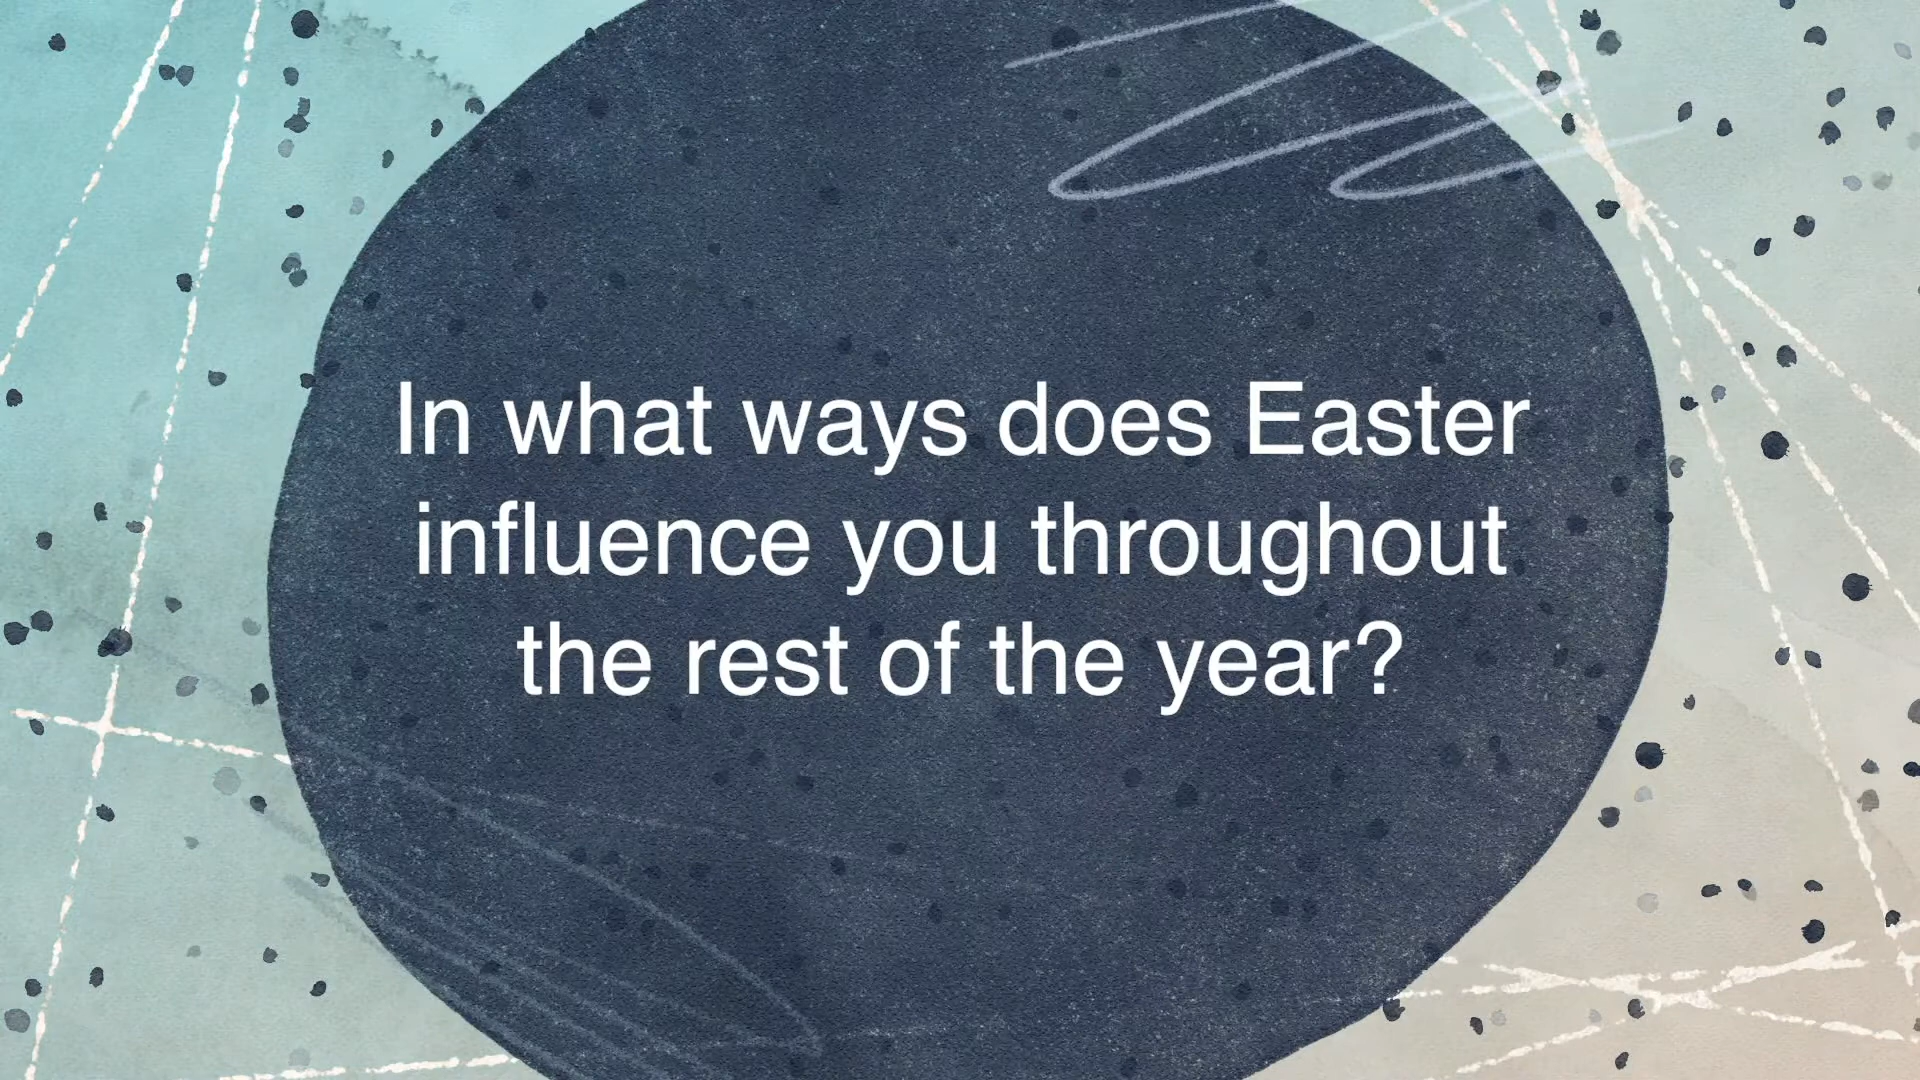 In what ways does Easter
influence you throughout
the rest of the year?